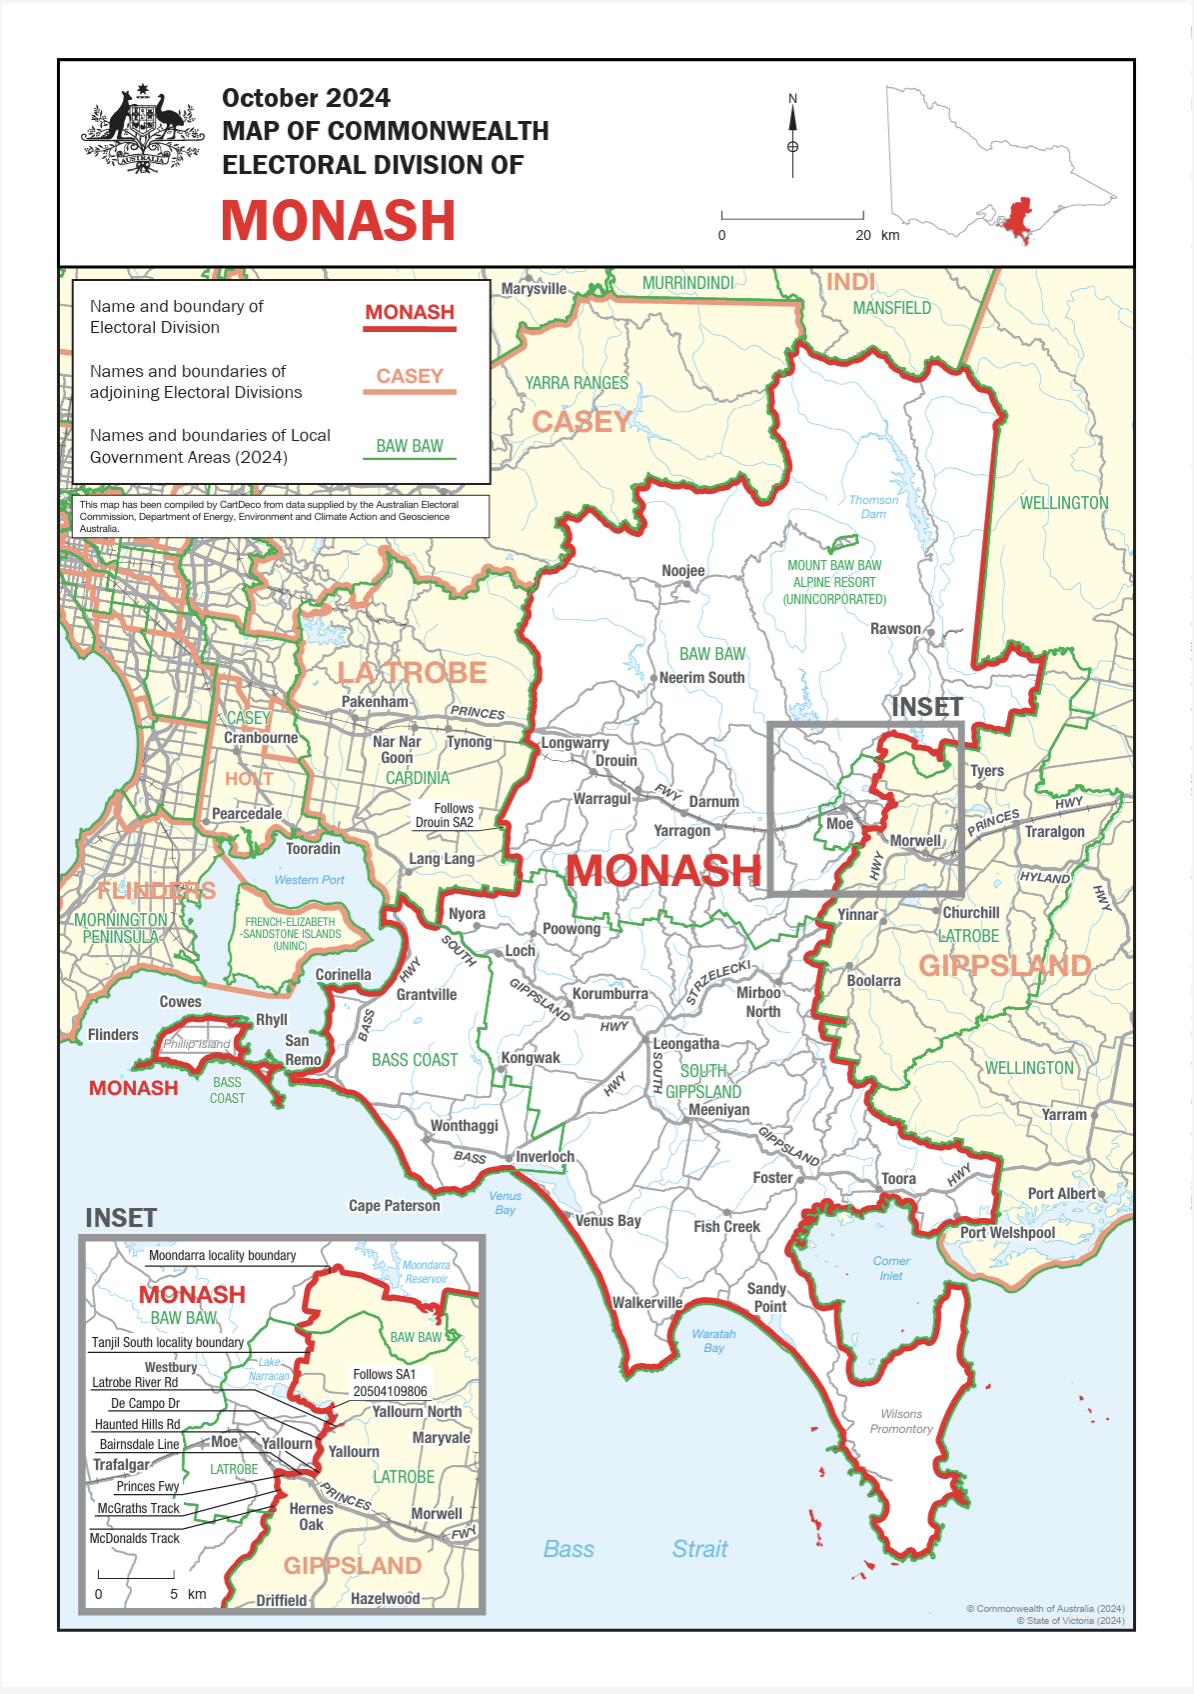 October 2024
MAP OF COMMONWEALTH
ELECTORAL DIVISION OF
MONASH
AUSTRALIA
N
0 20 km
Name and boundary of
Electoral Division
MONASH
Names and boundaries of
adjoining Electoral Divisions
CASEY
Names and boundaries of Local
Government Areas (2024)
BAW BAW
This map has been compiled by CartDeco from data supplied by the Australian Electoral
Commission, Department of Energy, Environment and Climate Action and Geoscience
Australia.
Marysville
MURRINDINDI
INDI
MANSFIELD
YARRA RANGES
CASEY
WELLINGTON
Thomson
Dam
MOUNT BAW BAW
ALPINE RESORT
(UNINCORPORATED)
Noojee
Rawson
BAW BAW
Neerim South
LA TROBE
Pakenham
PRINCES
INSET
CASEY
Cranbourne
Nar Nar
Goon
Tynong
Longwarry
Drouin
HOLT
CARDINIA
Tyers
Warragul
FWY
Darnum
Follows
Drouin SA2
Pearcedale
Yarragon
Moe
PRINCES
HWY
Traralgon
Morwell
Tooradin
Lang Lang
MONASH
HWY
HYLAND
HWY
Western Port
FLINDERS
MORNINGTON
PENINSULA
FRENCH-ELIZABETH
-SANDSTONE ISLANDS
(UNINC)
Nyora
Poowong
Yinnar
Churchill
LATROBE
SOUTH
Loch
GIPPSLAND
Corinella
HWY
Grantville
GIPPSLAND
Korumburra
STRZELECKI
Mirboo
North
Boolarra
Cowes
Rhyll
Flinders
Phillip Island
San
Remo
BASS
HWY
Leongatha
BASS COAST
Kongwak
SOUTH
SOUTH
GIPPSLAND
WELLINGTON
MONASH
BASS
COAST
HWY
Meeniyan
Yarram
Wonthaggi
GIPPSLAND
BASS
Inverloch
Foster
Toora
HWY
Port Albert
Cape Paterson
Venus
Bay
Venus Bay
Fish Creek
Port Welshpool
Corner
Inlet
Walkerville
Sandy
Point
Waratah
Bay
Wilsons
Promontory
Bass Strait
INSET
Moondarra locality boundary
Moondarra
Reservoir
MONASH
BAW BAW
BAW BAW
Tanjil South locality boundary
Westbury
Lake
Narracan
Follows SA1
20504109806
Latrobe River Rd
De Campo Dr
Yallourn North
Haunted Hills Rd
Bairnsdale Line
Moe
Yallourn
Yallourn
Maryvale
Trafalgar
LATROBE
LATROBE
Princes Fwy
PRINCES
McGraths Track
Hernes
Oak
Morwell
McDonalds Track
FWY
GIPPSLAND
0 5 km
Driffield
Hazelwood
© Commonwealth of Australia (2024)
© State of Victoria (2024)